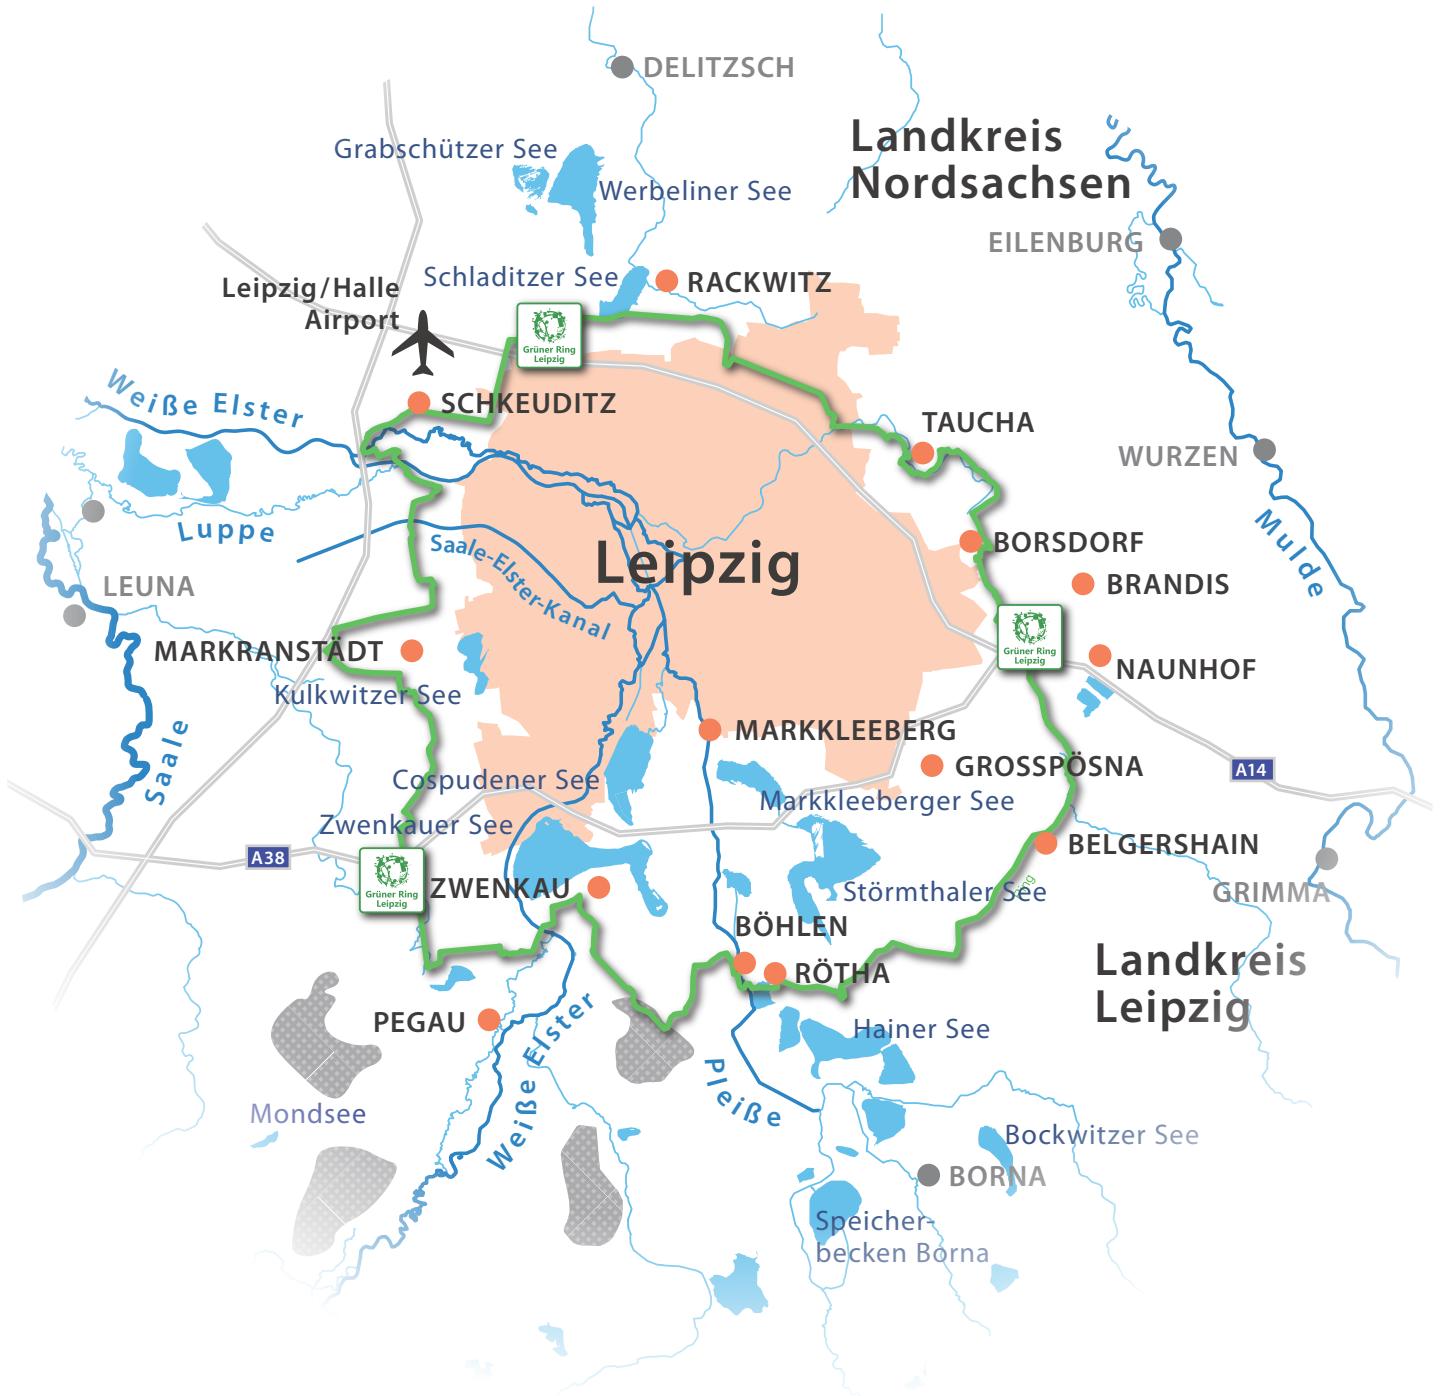 DELITZSCH
Landkreis
Nordsachsen
Grabschützer See
Werbeliner See
EILENBURG
Schladitzer See
RACKWITZ
Leipzig/Halle
Airport
Grüner Ring
Leipzig
Weiße Elster
SCHKEUDITZ
TAUCHA
WURZEN
Luppe
Mulde
Saale-Elster-Kanal
Leipzig
BORSDORF
BRANDIS
LEUNA
Grüner Ring
Leipzig
MARKRANSTÄDT
NAUNHOF
Kulkwitzer See
Saale
MARKKLEEBERG
GROSSPÖSNA
A14
Cospudener See
Markkleeberger See
Zwenkauer See
BELGERSHAIN
A38
Grüner Ring
Leipzig
ZWENKAU
Störmthaler See
GRIMMA
BÖHLEN
Landkreis
Leipzig
RÖTHA
PEGAU
Weiße Elster
Hainer See
Pleiße
Mondsee
Bockwitzer See
BORNA
Speicher-
becken Borna